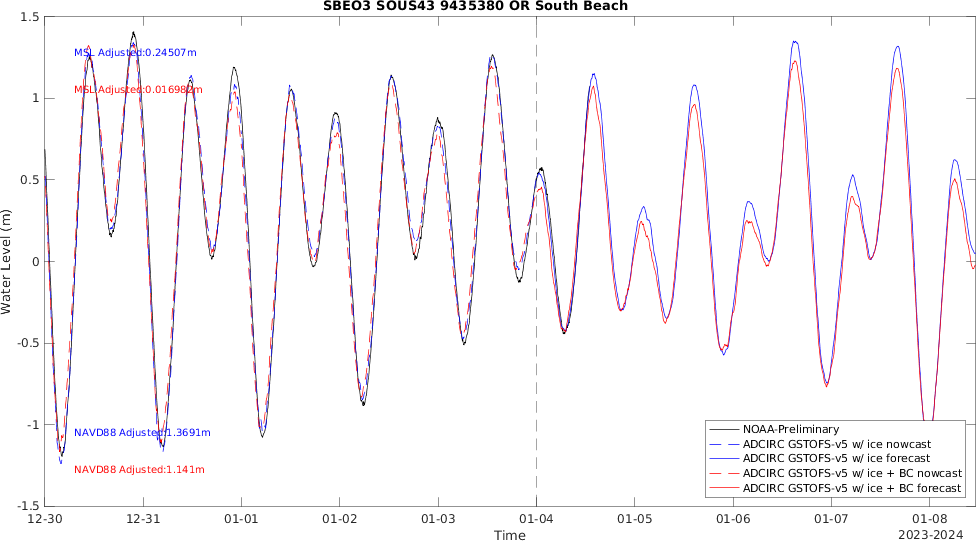 SBEO3 SOUS43 9435380 OR South Beach
Water Level (m)
1.5
1
0.5
0
-0.5
-1
-1.5
MSL Adjusted:0.24507m
MSL Adjusted:0.016982m
NAVD88 Adjusted:1.3691m
NAVD88 Adjusted:1.141m
NOAA-Preliminary
ADCIRC GSTOFS-v5 w/ ice nowcast
ADCIRC GSTOFS-v5 w/ ice forecast
ADCIRC GSTOFS-v5 w/ ice + BC nowcast
ADCIRC GSTOFS-v5 w/ ice + BC forecast
12-30 12-31 01-01 01-02 01-03 01-04 01-05 01-06 01-07 01-08
Time
2023-2024